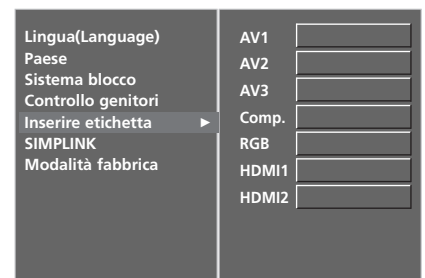 Lingua(Language)
Paese
Sistema blocco
Controllo genitori
Inserire etichetta ►
SIMPLINK
Modalità fabbrica
AV1
AV2
AV3
Comp.
RGB
HDMI1
HDMI2